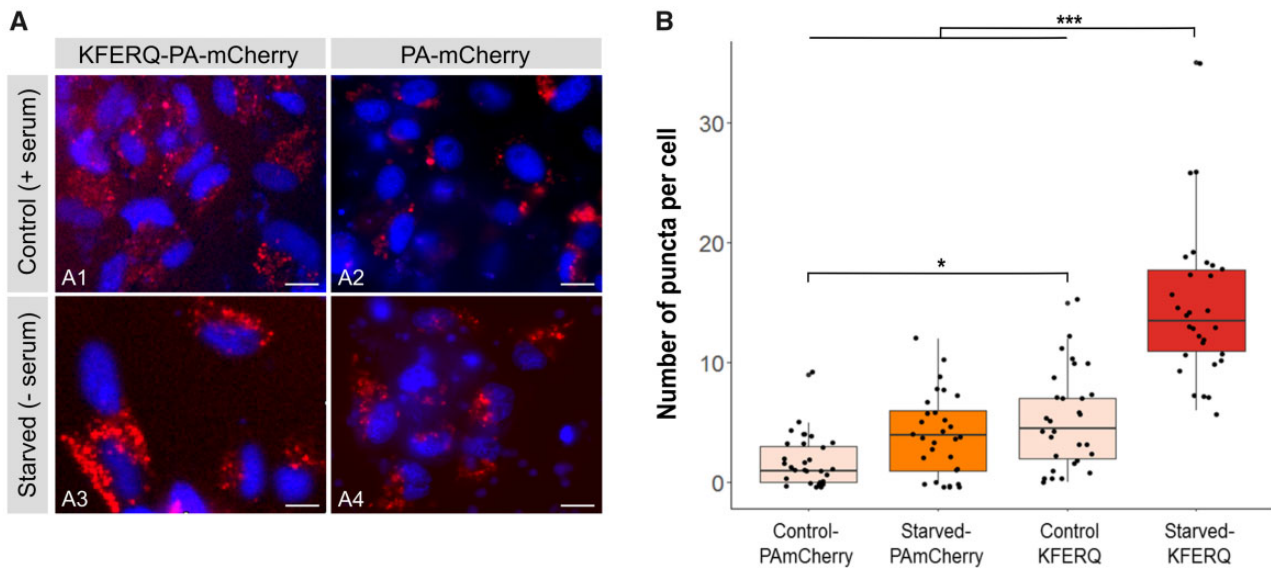 A
KFERQ-PA-mCherry
PA-mCherry
Control (+ serum)
Starved (- serum)
A1
A2
A3
A4
B
***
*
Number of puncta per cell
30
20
10
0
Control-
PAmCherry
Starved-
PAmCherry
Control
KFERQ
Starved-
KFERQ